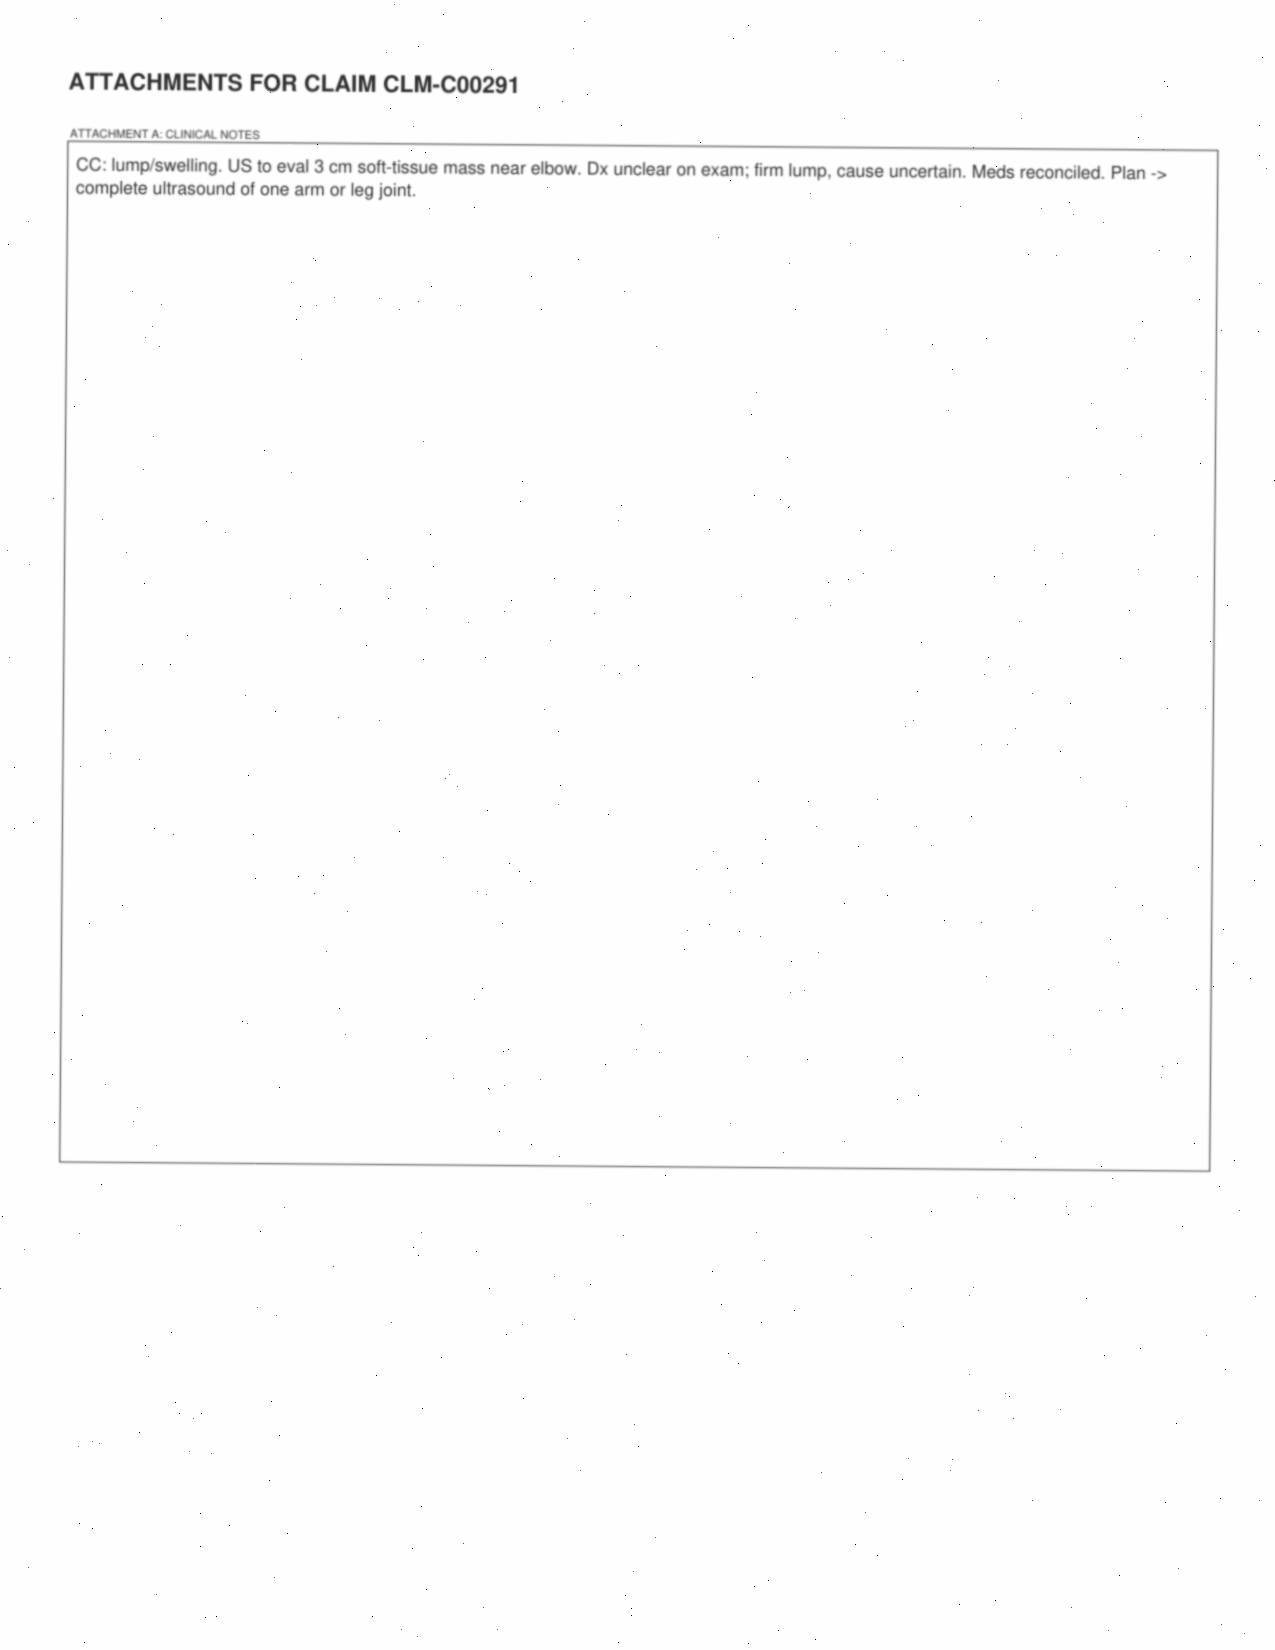 ATTACHMENTS FOR CLAIM CLM-C00291
ATTACHMENT A: CLINICAL NOTES
CC: lump/swelling. US to eval 3 cm soft-tissue mass near elbow. Dx unclear on exam; firm lump, cause uncertain. Meds reconciled. Plan ->
complete ultrasound of one arm or leg joint.